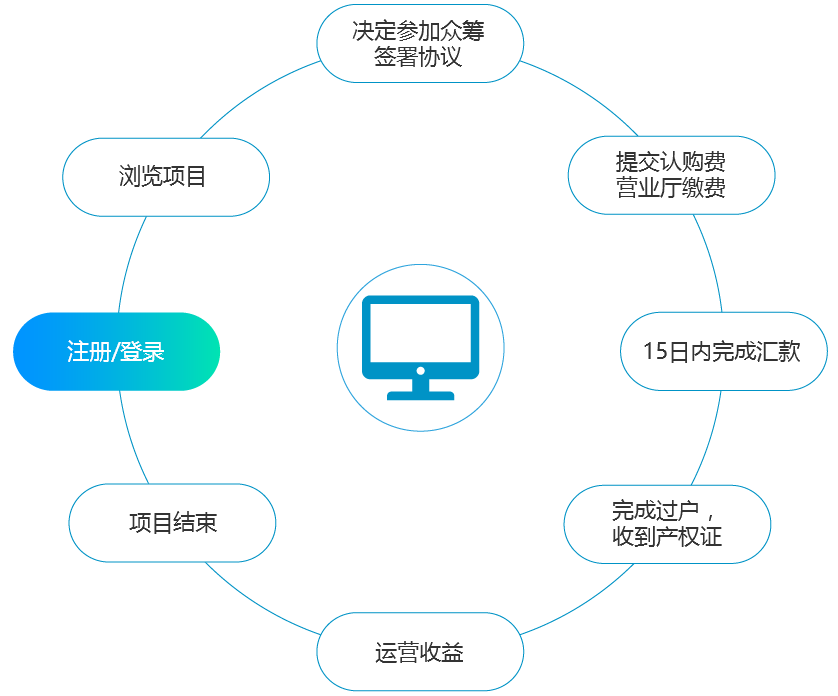 决定参加众筹
签署协议
浏览项目
提交认购费
营业厅缴费
注册/登录
15日内完成汇款
项目结束
完成过户，
收到产权证
运营收益